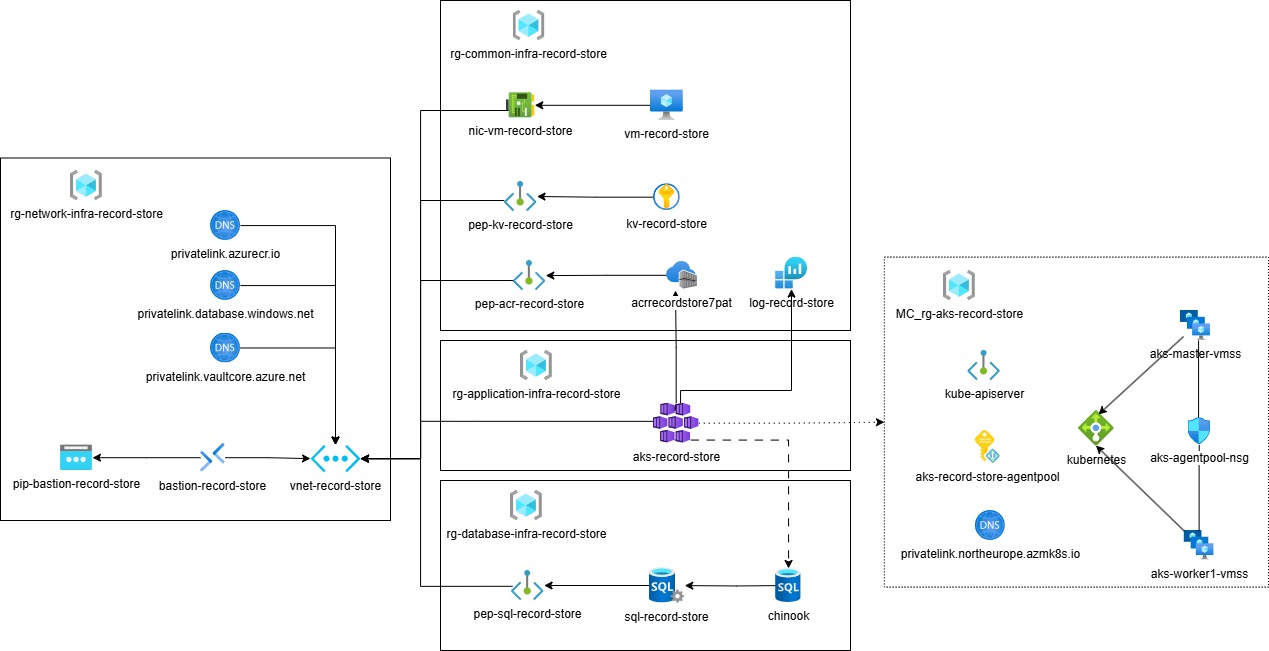 rg-common-infra-record-store
nic-vm-record-store
vm-record-store
pep-kv-record-store
kv-record-store
pep-acr-record-store
acrrecordstore7pat
log-record-store
rg-network-infra-record-store
DNS
privatelink.azurecr.io
DNS
privatelink.database.windows.net
DNS
privatelink.vaultcore.azure.net
pip-bastion-record-store
bastion-record-store
vnet-record-store
rg-application-infra-record-store
aks-record-store
rg-database-infra-record-store
pep-sql-record-store
SQL
sql-record-store
SQL
chinook
MC_rg-aks-record-store
kube-apiserver
aks-record-store-agentpool
DNS
privatelink.northeurope.azmk8s.io
aks-master-vmss
kubernetes
aks-agentpool-nsg
aks-worker1-vmss